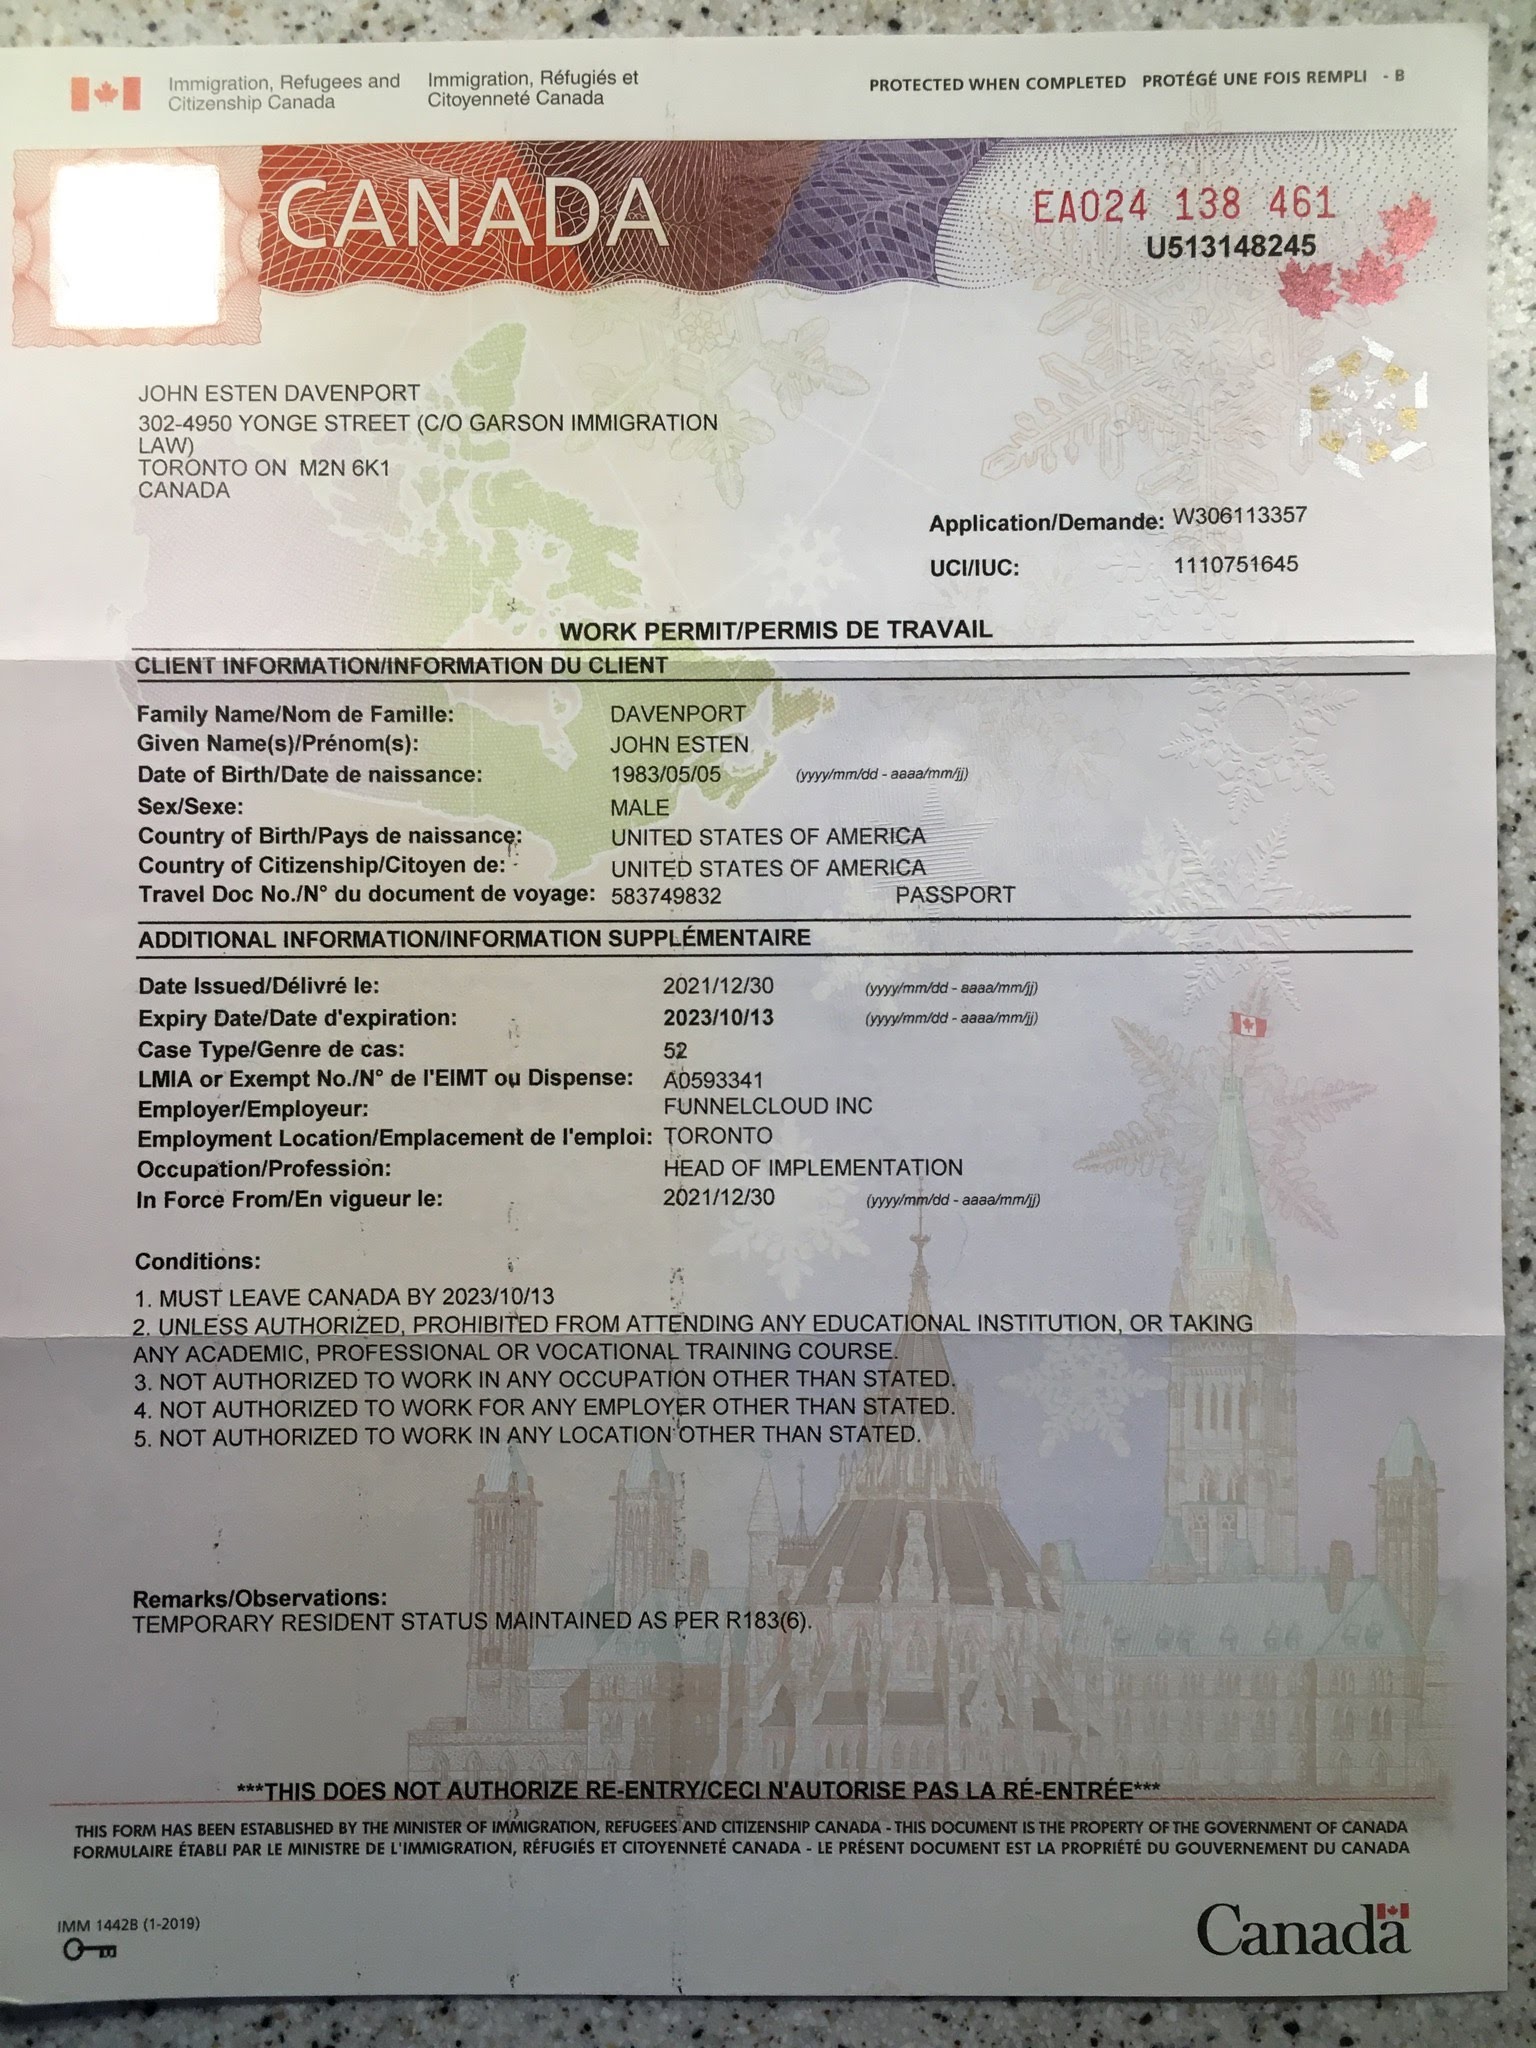 Immigration, Refugees and Citizenship Canada
Immigration, Réfugiés et Citoyenneté Canada
PROTECTED WHEN COMPLETED PROTÉGÉ UNE FOIS REMPLI - B
CANADA
EA024 138 461
U513148245
JOHN ESTEN DAVENPORT
302-4950 YONGE STREET (C/O GARSON IMMIGRATION
LAW)
TORONTO ON M2N 6K1
CANADA
Application/Demande: W306113357
UCI/IUC: 1110751645
WORK PERMIT/PERMIS DE TRAVAIL
CLIENT INFORMATION/INFORMATION DU CLIENT
Family Name/Nom de Famille: DAVENPORT
Given Name(s)/Prénom(s): JOHN ESTEN
Date of Birth/Date de naissance: 1983/05/05 (yyyy/mm/dd - aaaa/mm/jj)
Sex/Sexe: MALE
Country of Birth/Pays de naissance: UNITED STATES OF AMERICA
Country of Citizenship/Citoyen de: UNITED STATES OF AMERICA
Travel Doc No./N° du document de voyage: 583749832 PASSPORT
ADDITIONAL INFORMATION/INFORMATION SUPPLÉMENTAIRE
Date Issued/Délivré le: 2021/12/30 (yyyy/mm/dd - aaaa/mm/jj)
Expiry Date/Date d'expiration: 2023/10/13 (yyyy/mm/dd - aaaa/mm/jj)
Case Type/Genre de cas: 52
LMIA or Exempt No./N° de l'EIMT ou Dispense: A0593341
Employer/Employeur: FUNNELCLOUD INC
Employment Location/Emplacement de l'emploi: TORONTO
Occupation/Profession: HEAD OF IMPLEMENTATION
In Force From/En vigueur le: 2021/12/30 (yyyy/mm/dd - aaaa/mm/jj)
Conditions:
1. MUST LEAVE CANADA BY 2023/10/13
2. UNLESS AUTHORIZED, PROHIBITED FROM ATTENDING ANY EDUCATIONAL INSTITUTION, OR TAKING
ANY ACADEMIC, PROFESSIONAL OR VOCATIONAL TRAINING COURSE.
3. NOT AUTHORIZED TO WORK IN ANY OCCUPATION OTHER THAN STATED.
4. NOT AUTHORIZED TO WORK FOR ANY EMPLOYER OTHER THAN STATED.
5. NOT AUTHORIZED TO WORK IN ANY LOCATION OTHER THAN STATED.
Remarks/Observations:
TEMPORARY RESIDENT STATUS MAINTAINED AS PER R183(6).
***THIS DOES NOT AUTHORIZE RE-ENTRY/CECI N'AUTORISE PAS LA RÉ-ENTRÉE***
THIS FORM HAS BEEN ESTABLISHED BY THE MINISTER OF IMMIGRATION, REFUGEES AND CITIZENSHIP CANADA - THIS DOCUMENT IS THE PROPERTY OF THE GOVERNMENT OF CANADA
FORMULAIRE ÉTABLI PAR LE MINISTRE DE L'IMMIGRATION, RÉFUGIÉS ET CITOYENNETÉ CANADA - LE PRÉSENT DOCUMENT EST LA PROPRIÉTÉ DU GOUVERNEMENT DU CANADA
IMM 1442B (1-2019)
Canada